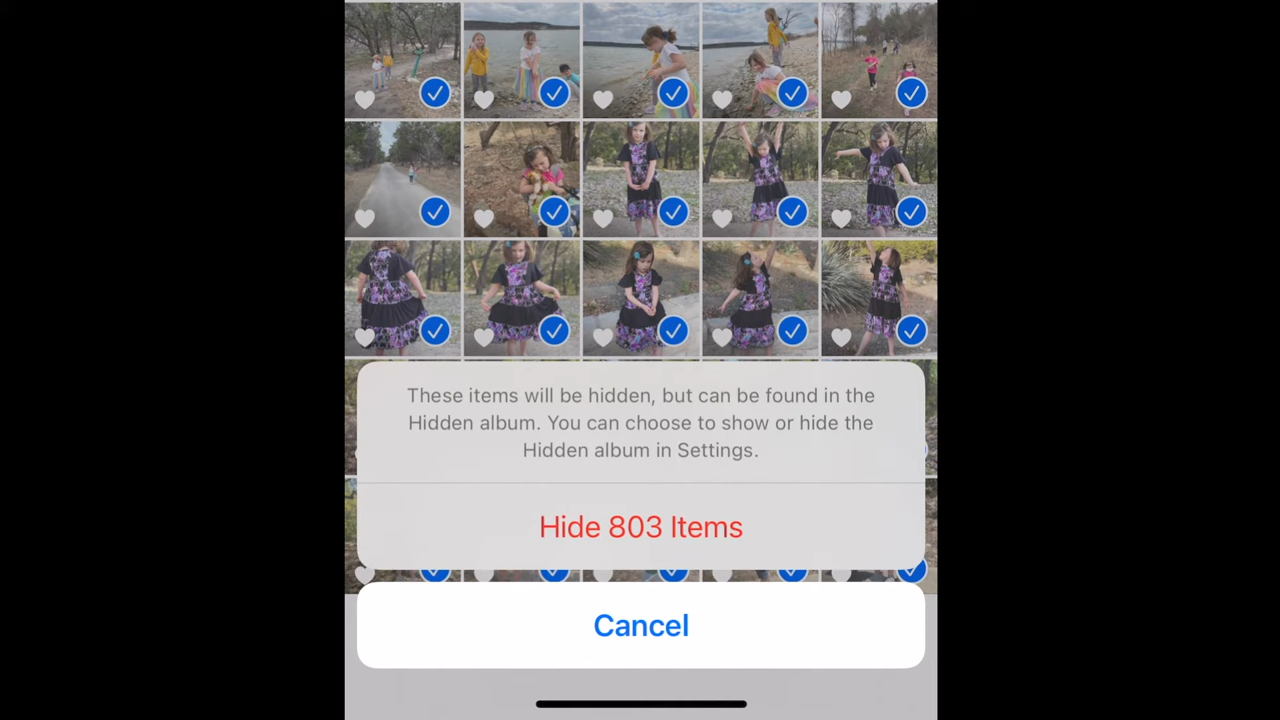 These items will be hidden, but can be found in the
Hidden album. You can choose to show or hide the
Hidden album in Settings.
Hide 803 Items
Cancel